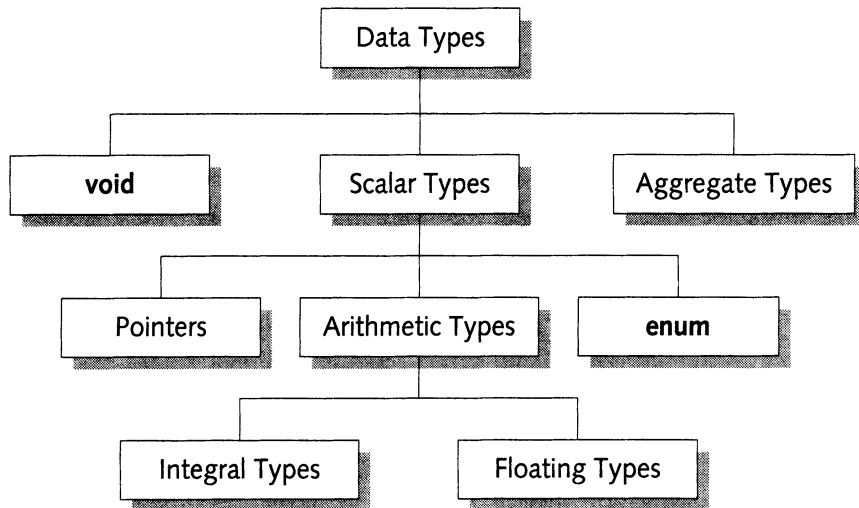 Data Types
void
Scalar Types
Aggregate Types
Pointers
Arithmetic Types
enum
Integral Types
Floating Types